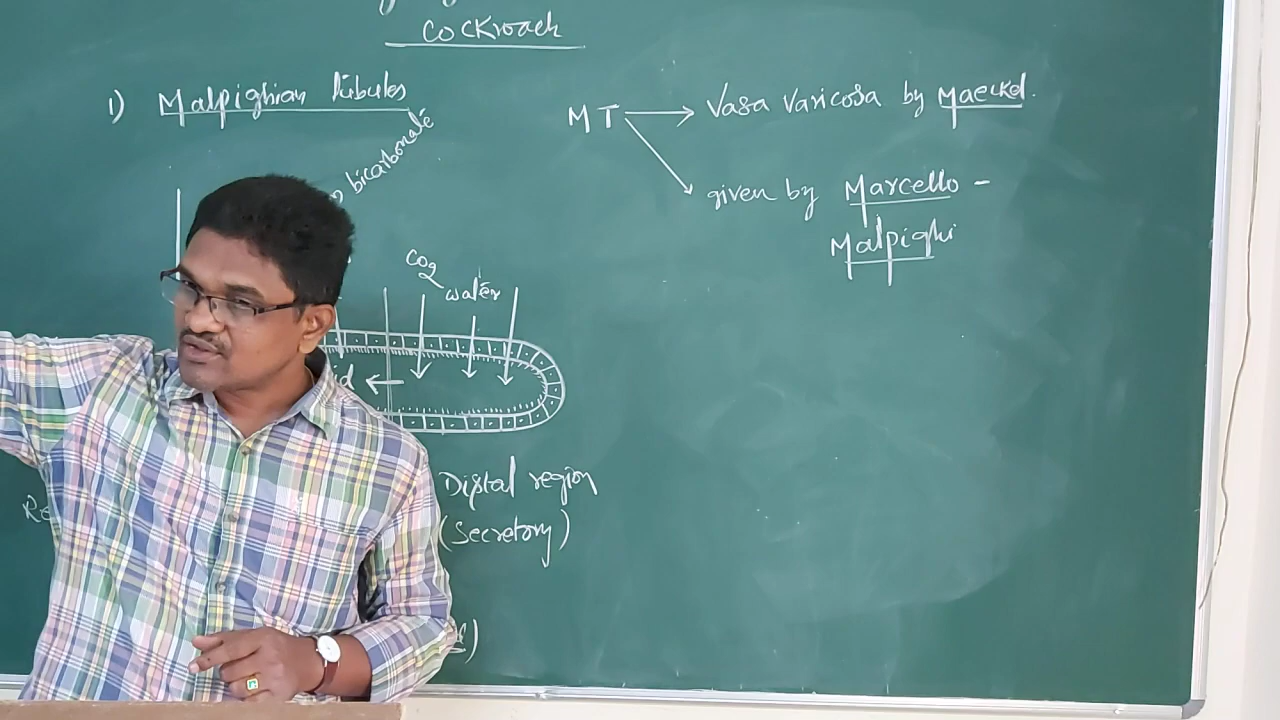 Cockroach
1) Malpighian tubules
bicarbonate
CO2
water
Distal region
(Secretory)
MT → Vasa varicosa by Maeckel.
given by Marcello -
Malpighi